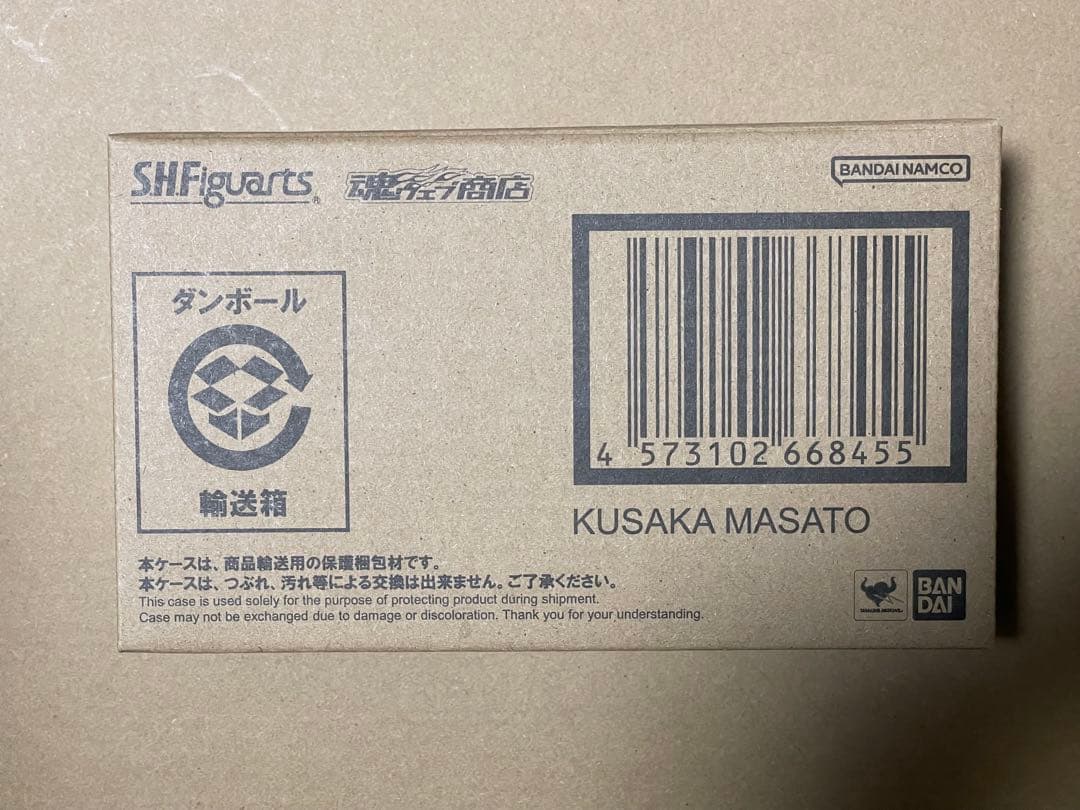 S.H.Figuarts®
魂ウェブ商店
BANDAI NAMCO
ダンボール
輸送箱
4 573102 668455
KUSAKA MASATO
本ケースは、商品輸送用の保護梱包材です。
本ケースは、つぶれ、汚れ等による交換は出来ません。ご了承ください。
This case is used solely for the purpose of protecting product during shipment.
Case may not be exchanged due to damage or discoloration. Thank you for your understanding.
BAN
DAI